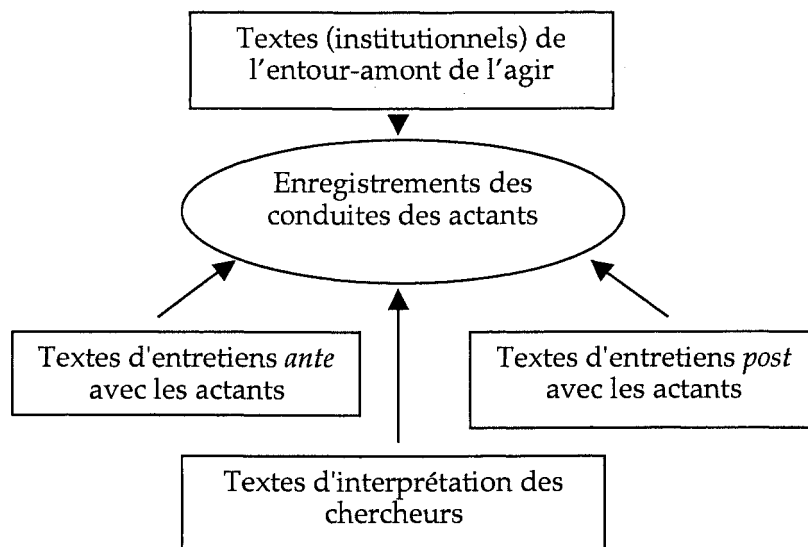 Textes (institutionnels) de
l'entour-amont de l'agir
Enregistrements des
conduites des actants
Textes d'entretiens ante
avec les actants
Textes d'entretiens post
avec les actants
Textes d'interprétation des
chercheurs